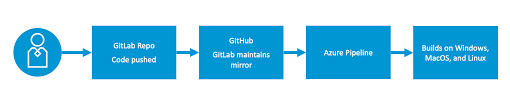 GitLab Repo
Code pushed
GitHub
GitLab maintains
mirror
Azure Pipeline
Builds on Windows,
MacOS, and Linux